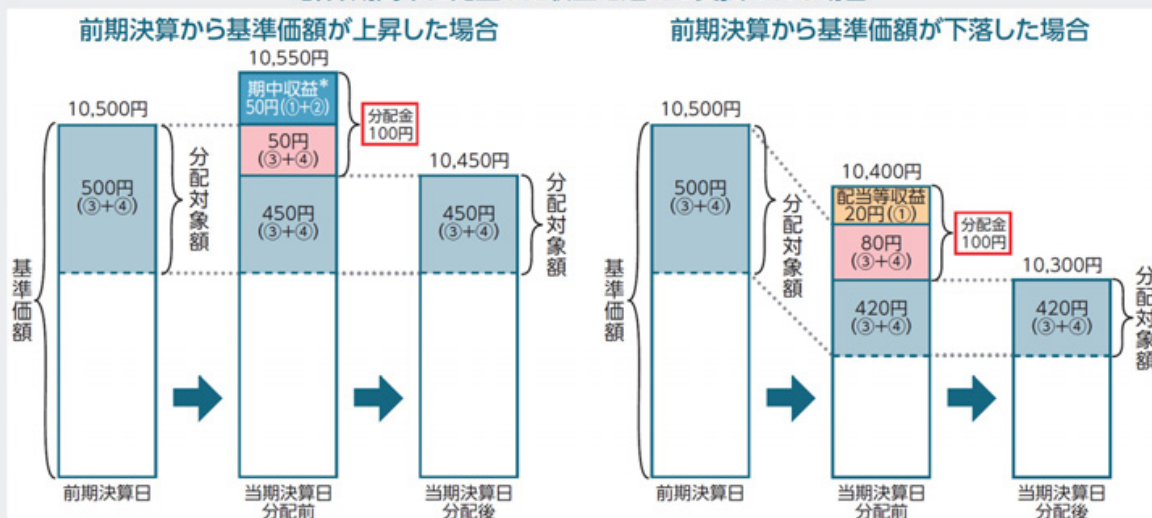 前期決算から基準価額が上昇した場合
10,550円
10,500円
期中収益*
50円(①+②)
分配金
100円
50円
(③+④)
10,450円
500円
(③+④)
分配対象額
450円
(③+④)
450円
(③+④)
分配対象額
基準価額
前期決算日
当期決算日
分配前
当期決算日
分配後
前期決算から基準価額が下落した場合
10,500円
10,400円
500円
(③+④)
分配対象額
配当等収益
20円(①)
分配金
100円
80円
(③+④)
10,300円
420円
(③+④)
420円
(③+④)
分配対象額
基準価額
前期決算日
当期決算日
分配前
当期決算日
分配後